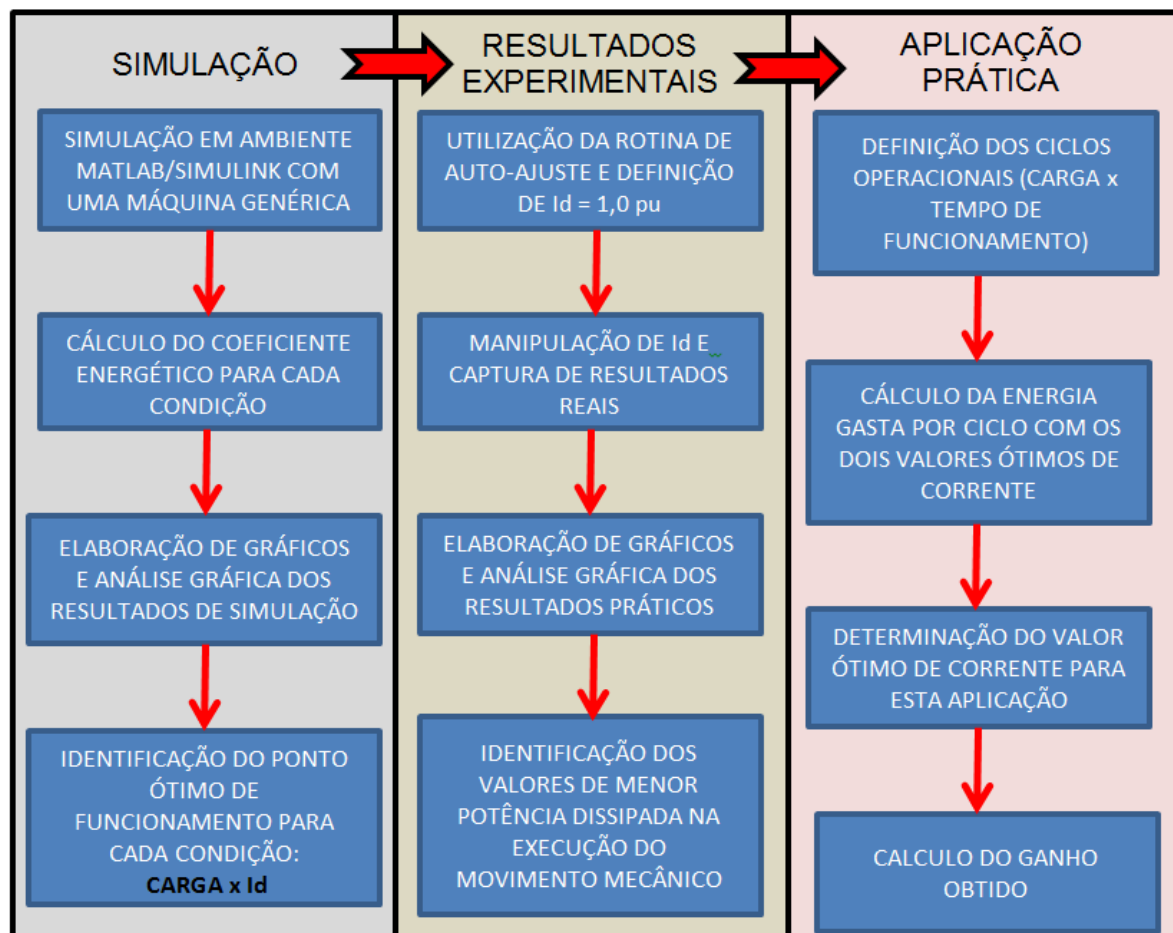 SIMULAÇÃO
SIMULAÇÃO EM AMBIENTE
MATLAB/SIMULINK COM
UMA MÁQUINA GENÉRICA
CÁLCULO DO COEFICIENTE
ENERGÉTICO PARA CADA
CONDIÇÃO
ELABORAÇÃO DE GRÁFICOS
E ANÁLISE GRÁFICA DOS
RESULTADOS DE SIMULAÇÃO
IDENTIFICAÇÃO DO PONTO
ÓTIMO DE
FUNCIONAMENTO PARA
CADA CONDIÇÃO:
CARGA x Id
RESULTADOS
EXPERIMENTAIS
UTILIZAÇÃO DA ROTINA DE
AUTO-AJUSTE E DEFINIÇÃO
DE Id = 1,0 pu
MANIPULAÇÃO DE Id E
CAPTURA DE RESULTADOS
REAIS
ELABORAÇÃO DE GRÁFICOS
E ANÁLISE GRÁFICA DOS
RESULTADOS PRÁTICOS
IDENTIFICAÇÃO DOS
VALORES DE MENOR
POTÊNCIA DISSIPADA NA
EXECUÇÃO DO
MOVIMENTO MECÂNICO
APLICAÇÃO
PRÁTICA
DEFINIÇÃO DOS CICLOS
OPERACIONAIS (CARGA x
TEMPO DE
FUNCIONAMENTO)
CÁLCULO DA ENERGIA
GASTA POR CICLO COM OS
DOIS VALORES ÓTIMOS DE
CORRENTE
DETERMINAÇÃO DO VALOR
ÓTIMO DE CORRENTE PARA
ESTA APLICAÇÃO
CALCULO DO GANHO
OBTIDO